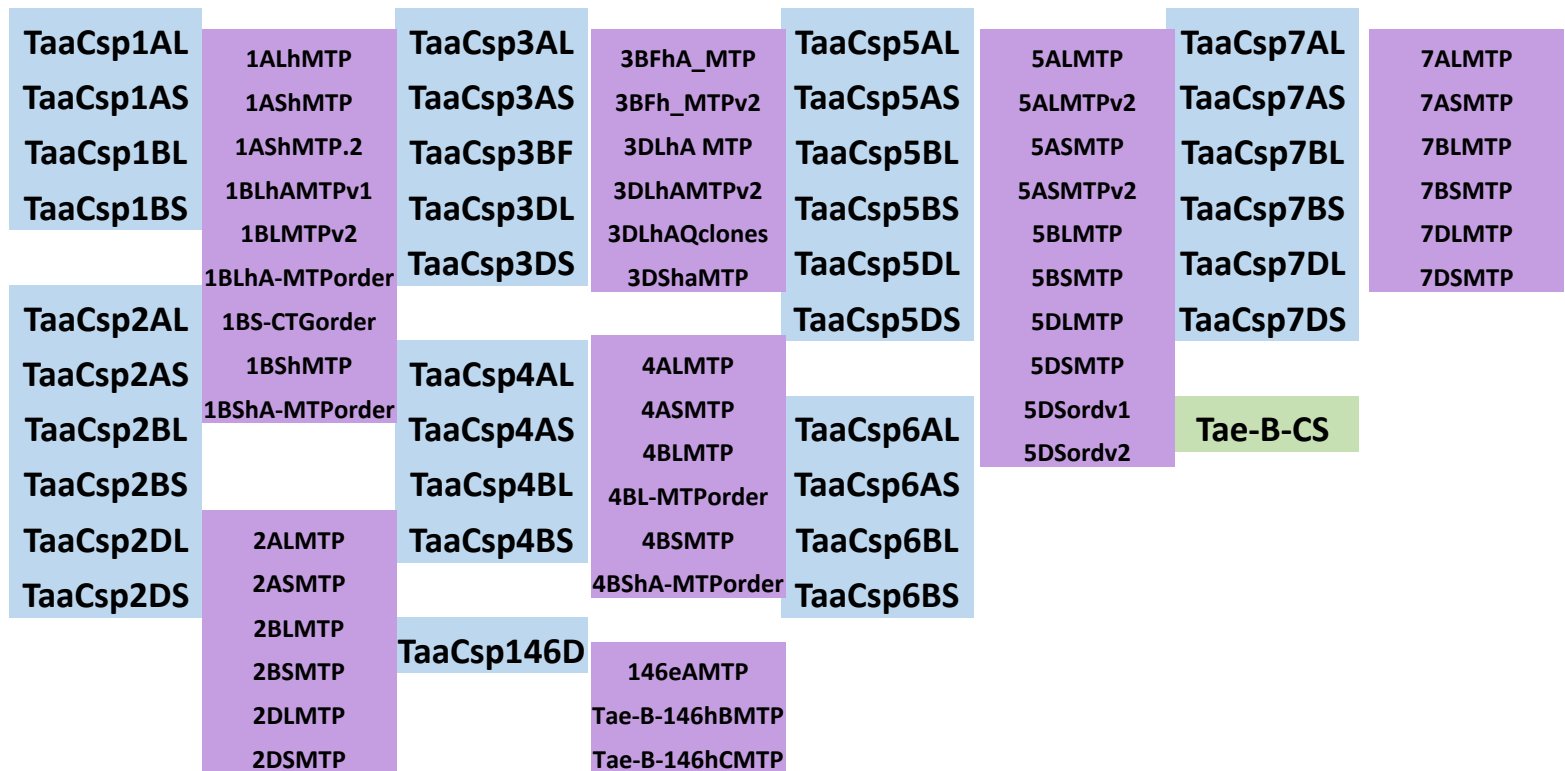 TaaCsp1AL
TaaCsp1AS
TaaCsp1BL
TaaCsp1BS
TaaCsp2AL
TaaCsp2AS
TaaCsp2BL
TaaCsp2BS
TaaCsp2DL
TaaCsp2DS
1ALhMTP
1AShMTP
1AShMTP.2
1BLhAMTPv1
1BLMTPv2
1BLhA-MTPorder
1BS-CTGorder
1BShMTP
1BShA-MTPorder
2ALMTP
2ASMTP
2BLMTP
2BSMTP
2DLMTP
2DSMTP
TaaCsp3AL
TaaCsp3AS
TaaCsp3BF
TaaCsp3DL
TaaCsp3DS
TaaCsp4AL
TaaCsp4AS
TaaCsp4BL
TaaCsp4BS
TaaCsp146D
3BFhA_MTP
3BFh_MTPv2
3DLhA MTP
3DLhAMTPv2
3DLhAQclones
3DShaMTP
4ALMTP
4ASMTP
4BLMTP
4BL-MTPorder
4BSMTP
4BShA-MTPorder
146eAMTP
Tae-B-146hBMTP
Tae-B-146hCMTP
TaaCsp5AL
TaaCsp5AS
TaaCsp5BL
TaaCsp5BS
TaaCsp5DL
TaaCsp5DS
TaaCsp6AL
TaaCsp6AS
TaaCsp6BL
TaaCsp6BS
5ALMTP
5ALMTPv2
5ASMTP
5ASMTPv2
5BLMTP
5BSMTP
5DLMTP
5DSMTP
5DSordv1
5DSordv2
TaaCsp7AL
TaaCsp7AS
TaaCsp7BL
TaaCsp7BS
TaaCsp7DL
TaaCsp7DS
Tae-B-CS
7ALMTP
7ASMTP
7BLMTP
7BSMTP
7DLMTP
7DSMTP